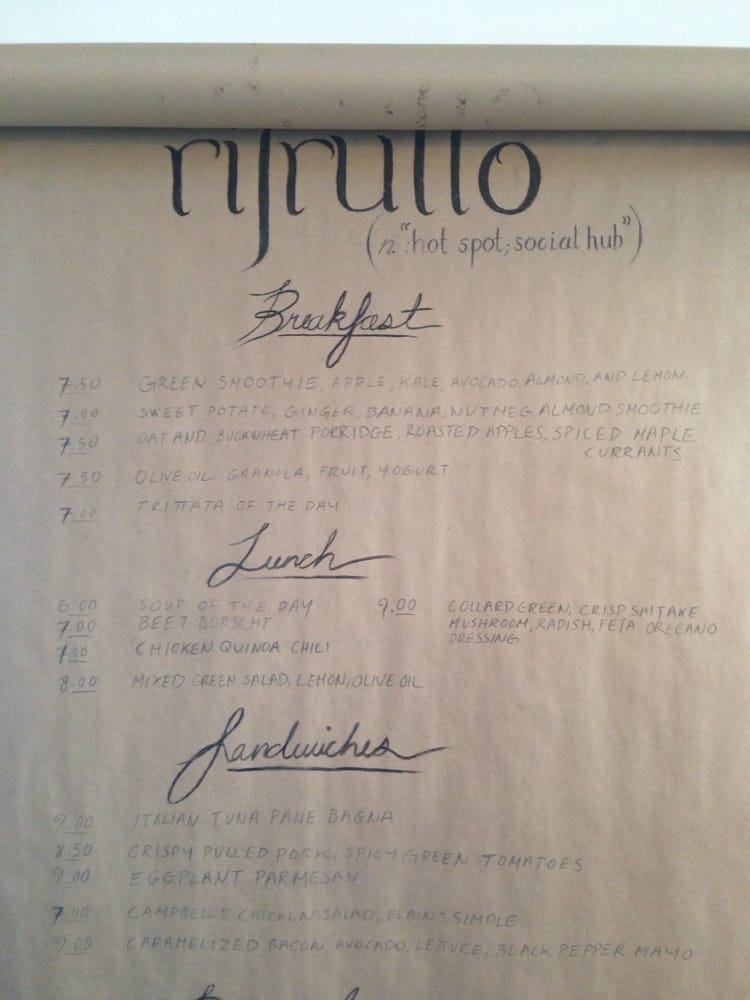 rifrullo
(n. "hot spot; social hub")
Breakfast
7.50 GREEN SMOOTHIE, APPLE, KALE, AVOCADO, ALMOND, AND LEMON
7.00 SWEET POTATO, GINGER, BANANA, NUTMEG, ALMOND SMOOTHIE
7.50 OAT AND BUCKWHEAT PORRIDGE, ROASTED APPLES, SPICED MAPLE
CURRANTS
7.50 OLIVE OIL GRANOLA, FRUIT, YOGURT
7.00 FRITTATA OF THE DAY
Lunch
6.00 SOUP OF THE DAY
7.00 BEET BORSCHT
7.00 CHICKEN QUINOA CHILI
8.00 MIXED GREEN SALAD, LEMON, OLIVE OIL
9.00 COLLARD GREEN, CRISP SHITAKE
MUSHROOM, RADISH, FETA OREGANO
DRESSING
Sandwiches
9.00 ITALIAN TUNA PANE BAGNA
8.50 CRISPY PULLED PORK, SPICY GREEN TOMATOES
9.00 EGGPLANT PARMESAN
7.00 CAMPBELL'S CHICKEN SALAD, PLAIN + SIMPLE
9.00 CARAMELIZED BACON, AVOCADO, LETTUCE, BLACK PEPPER MAYO